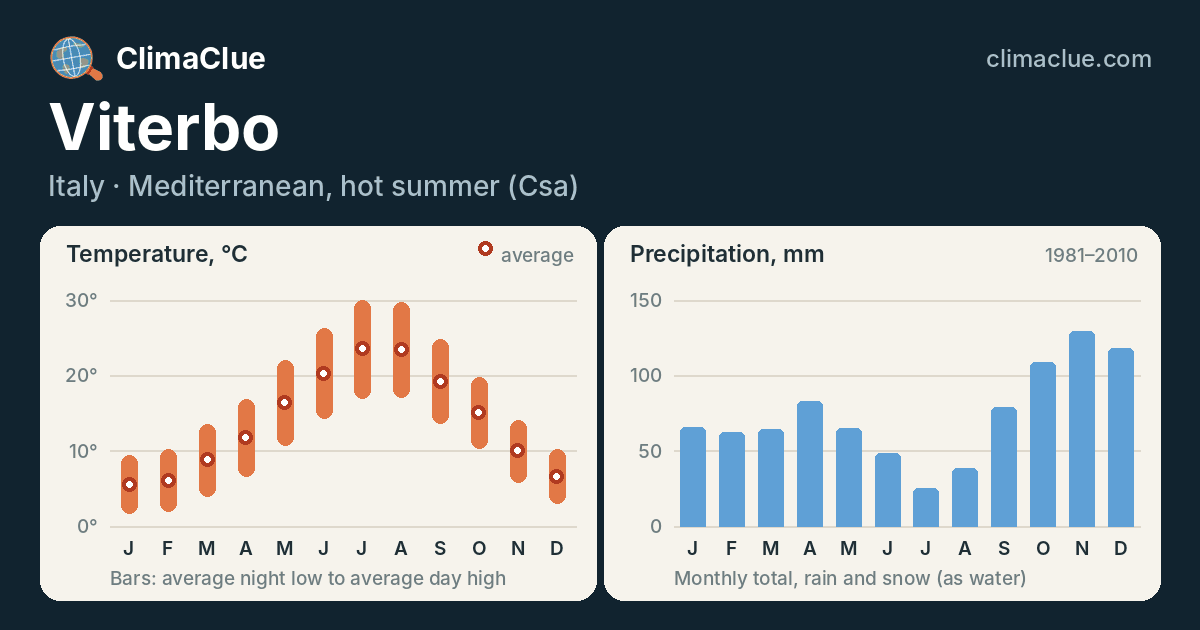 ClimaClue
climaclue.com
Viterbo
Italy · Mediterranean, hot summer (Csa)
Temperature, °C
average
30°
20°
10°
0°
J F M A M J J A S O N D
Bars: average night low to average day high
Precipitation, mm
1981–2010
150
100
50
0
J F M A M J J A S O N D
Monthly total, rain and snow (as water)